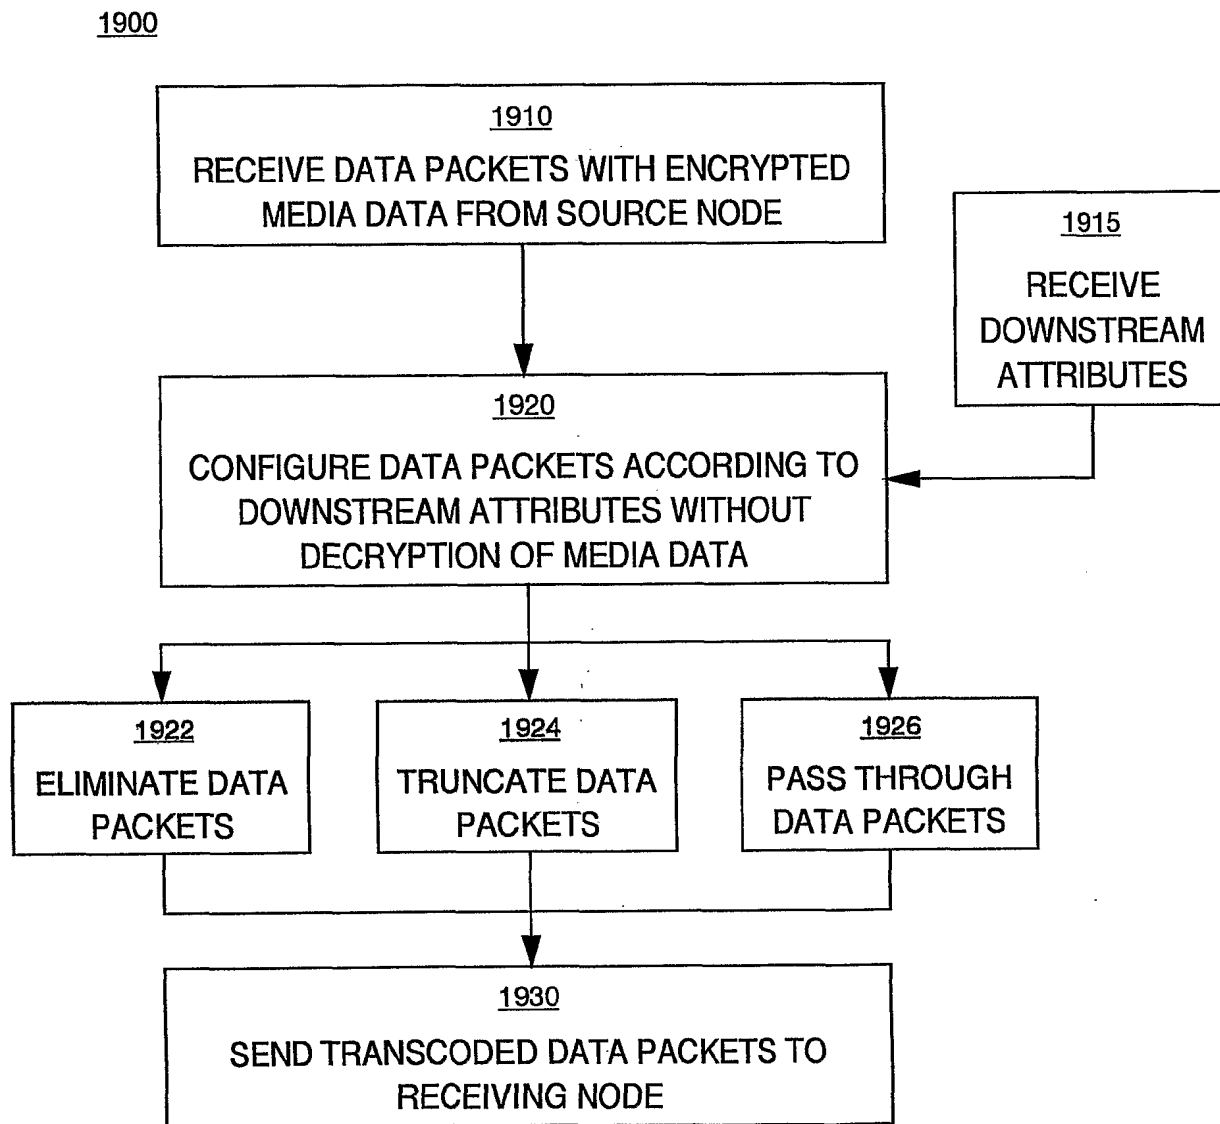 1900
1910
RECEIVE DATA PACKETS WITH ENCRYPTED
MEDIA DATA FROM SOURCE NODE
1915
RECEIVE
DOWNSTREAM
ATTRIBUTES
1920
CONFIGURE DATA PACKETS ACCORDING TO
DOWNSTREAM ATTRIBUTES WITHOUT
DECRYPTION OF MEDIA DATA
1922
ELIMINATE DATA
PACKETS
1924
TRUNCATE DATA
PACKETS
1926
PASS THROUGH
DATA PACKETS
1930
SEND TRANSCODED DATA PACKETS TO
RECEIVING NODE